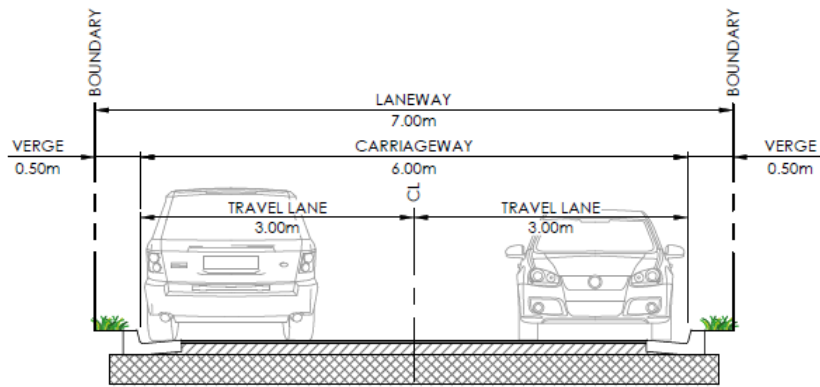 BOUNDARY
BOUNDARY
LANEWAY
7.00m
VERGE
0.50m
CARRIAGEWAY
6.00m
VERGE
0.50m
CL
TRAVEL LANE
3.00m
TRAVEL LANE
3.00m